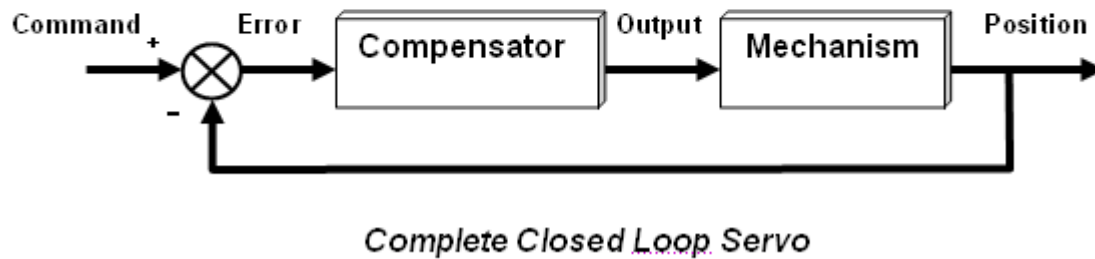 Command
+
Error
Compensator
Output
Mechanism
Position
-
Complete Closed Loop Servo